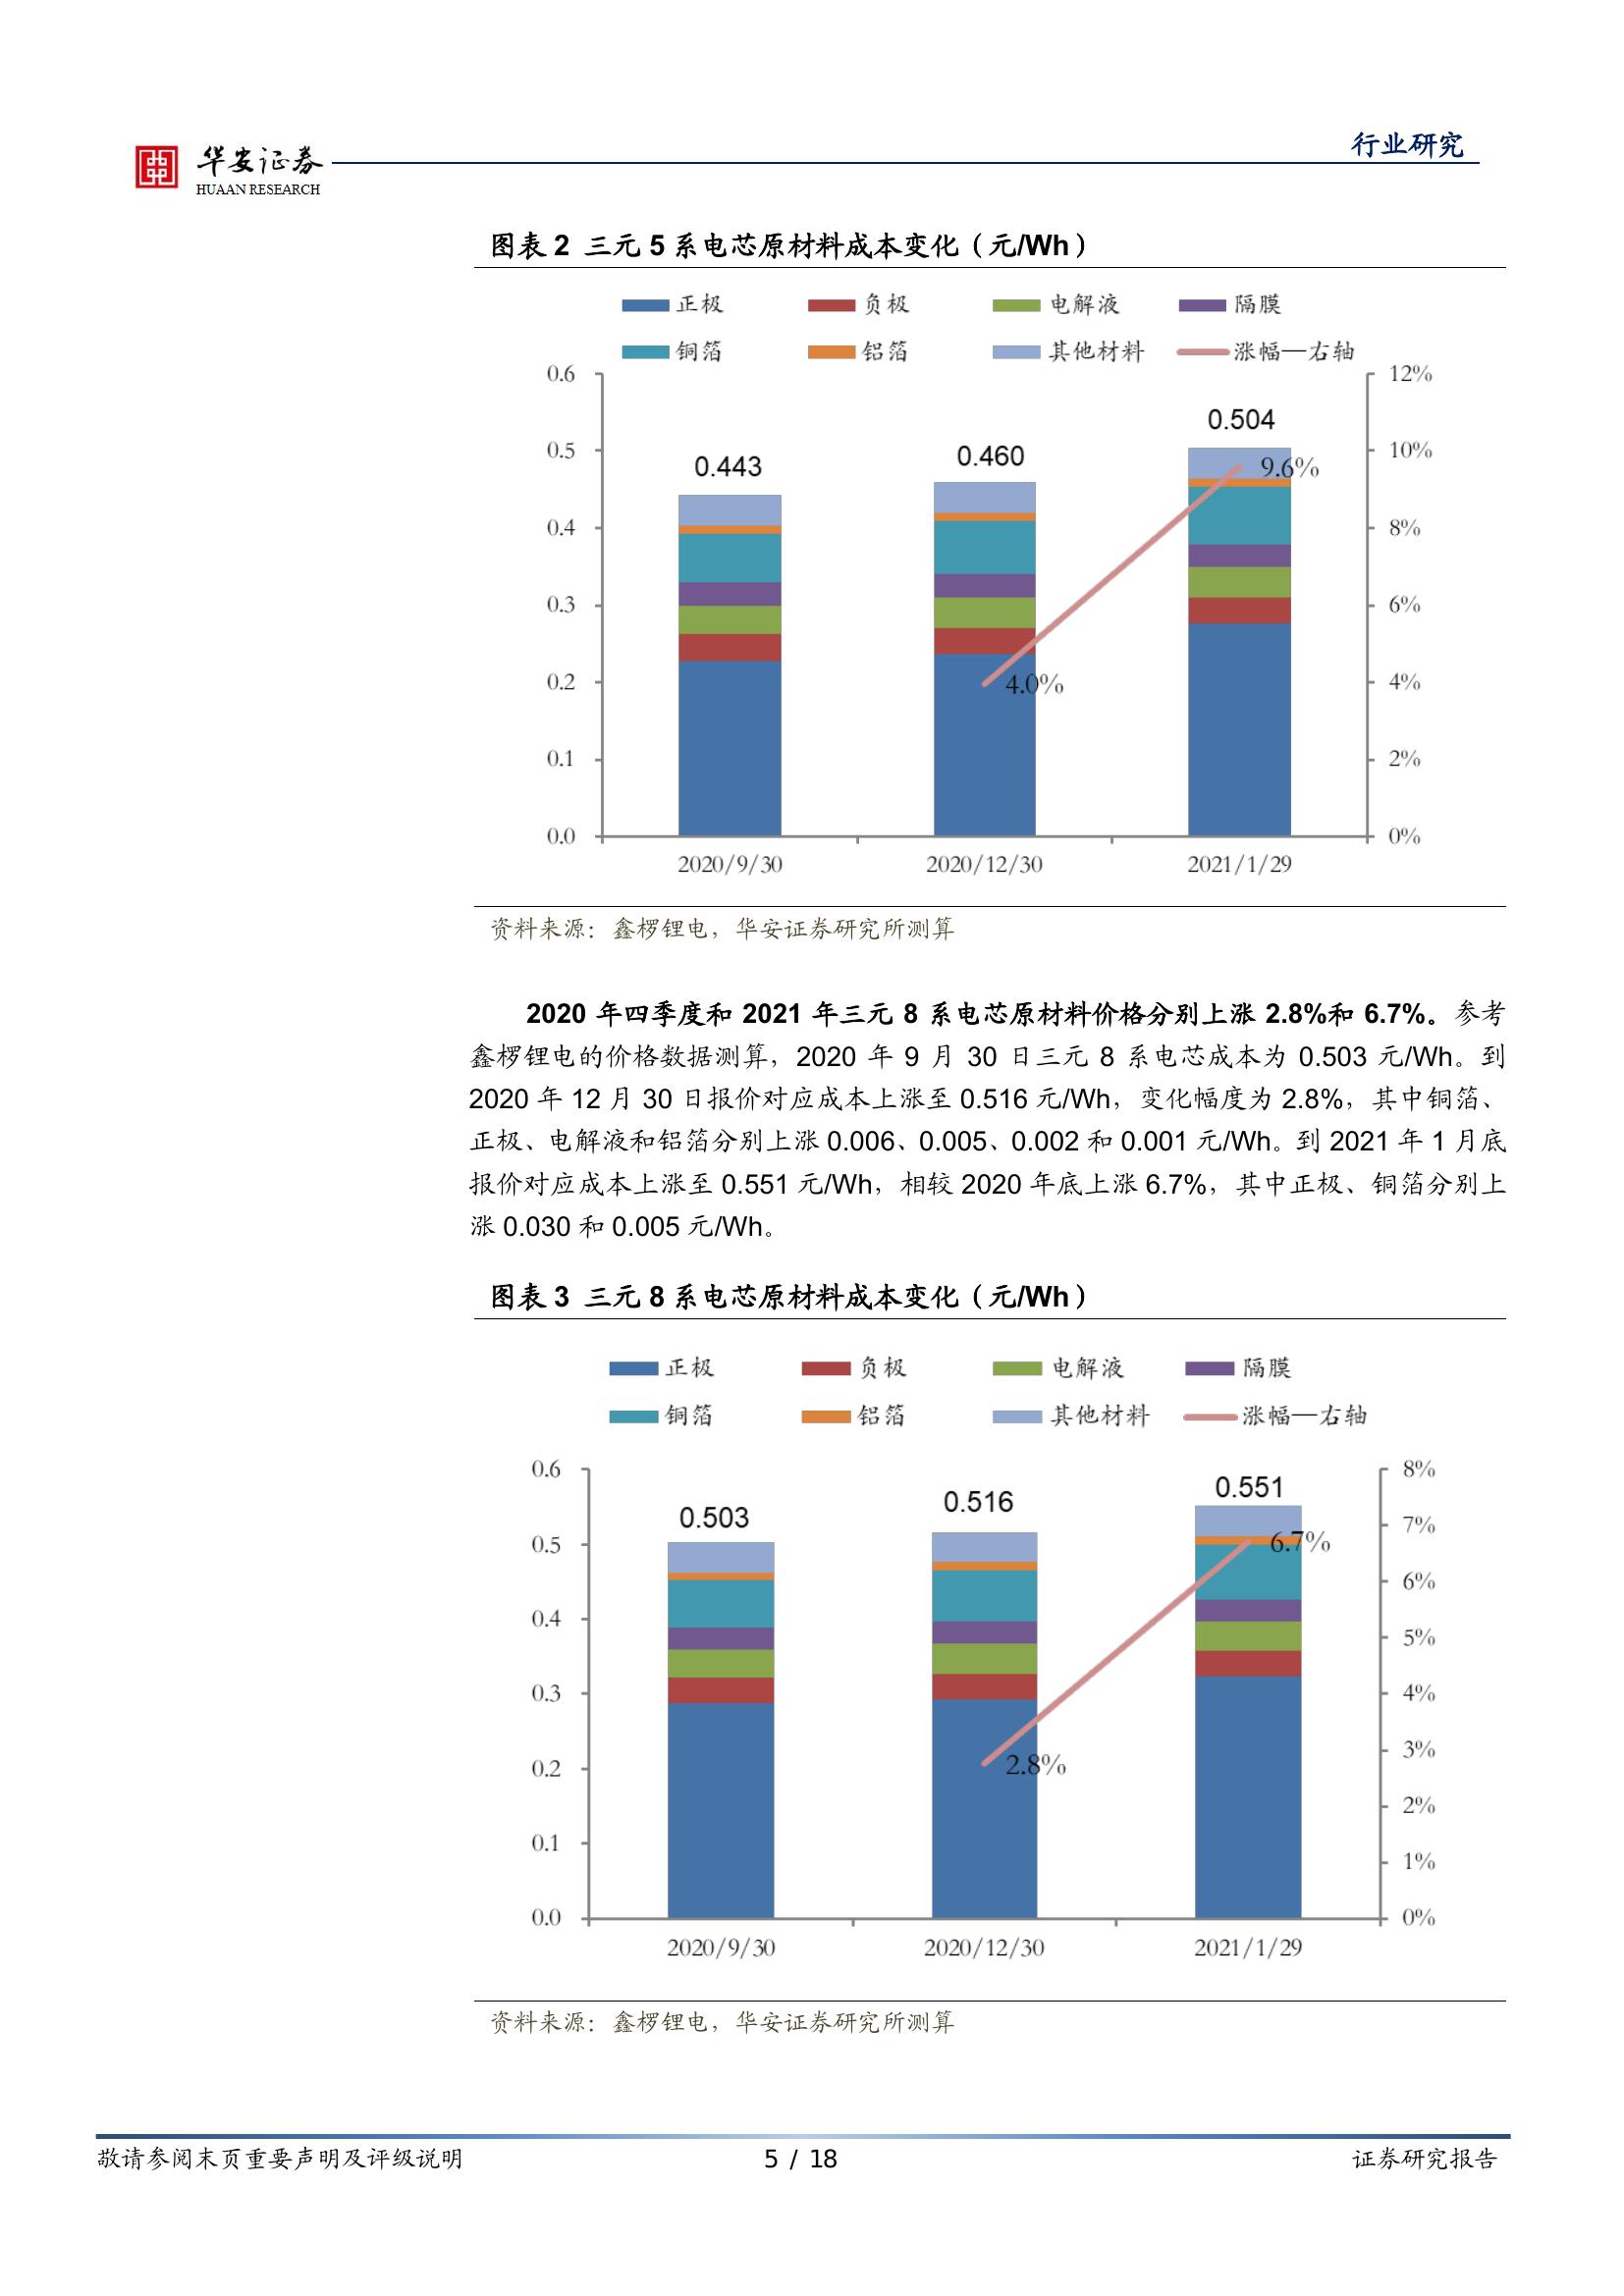 行业研究
华安证券
HUAAN RESEARCH
图表 2 三元 5 系电芯原材料成本变化（元/Wh）
正极 负极 电解液 隔膜
铜箔 铝箔 其他材料 涨幅—右轴
0.6 12%
0.504
0.5 10%
0.443 0.460 9.6%
0.4 8%
0.3 6%
0.2 4.0% 4%
0.1 2%
0.0 0%
2020/9/30 2020/12/30 2021/1/29
资料来源：鑫椤锂电，华安证券研究所测算
2020 年四季度和 2021 年三元 8 系电芯原材料价格分别上涨 2.8%和 6.7%。参考
鑫椤锂电的价格数据测算，2020 年 9 月 30 日三元 8 系电芯成本为 0.503 元/Wh。到
2020 年 12 月 30 日报价对应成本上涨至 0.516 元/Wh，变化幅度为 2.8%，其中铜箔、
正极、电解液和铝箔分别上涨 0.006、0.005、0.002 和 0.001 元/Wh。到 2021 年 1 月底
报价对应成本上涨至 0.551 元/Wh，相较 2020 年底上涨 6.7%，其中正极、铜箔分别上
涨 0.030 和 0.005 元/Wh。
图表 3 三元 8 系电芯原材料成本变化（元/Wh）
正极 负极 电解液 隔膜
铜箔 铝箔 其他材料 涨幅—右轴
0.6 8%
0.503 0.516 0.551
7%
0.5 6.7%
6%
0.4
5%
0.3 4%
3%
0.2 2.8%
2%
0.1
1%
0.0 0%
2020/9/30 2020/12/30 2021/1/29
资料来源：鑫椤锂电，华安证券研究所测算
敬请参阅末页重要声明及评级说明 5 / 18 证券研究报告